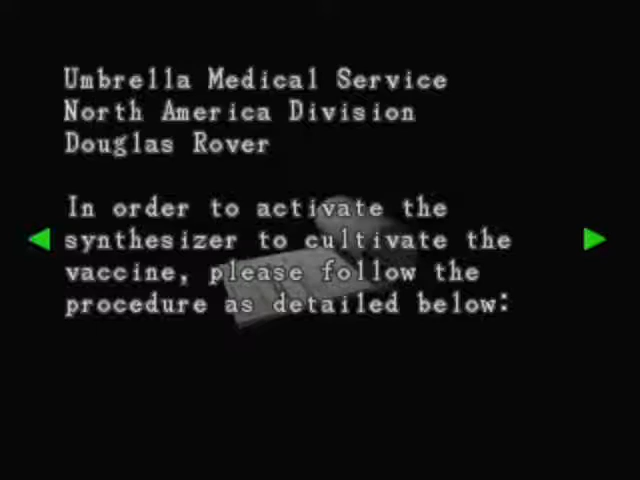 Umbrella Medical Service
North America Division
Douglas Rover
In order to activate the
synthesizer to cultivate the
vaccine, please follow the
procedure as detailed below: